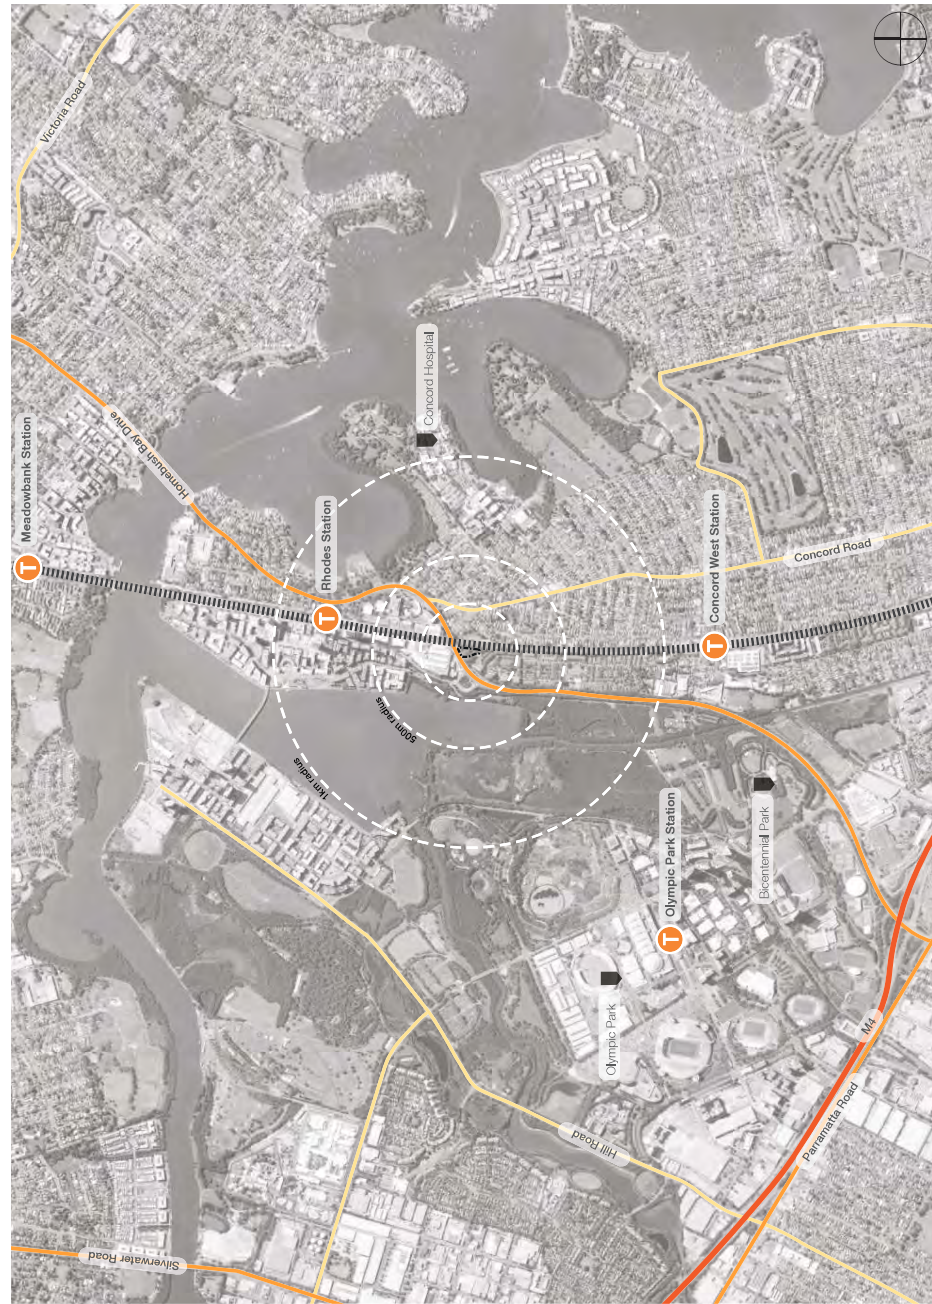 Victoria Road
Homebush Bay Drive
Meadowbank Station
T
Concord Hospital
Rhodes Station
T
Concord West Station
T
Concord Road
500m radius
1km radius
Olympic Park Station
T
Bicentennial Park
Olympic Park
M4
Parramatta Road
Hill Road
Silverwater Road